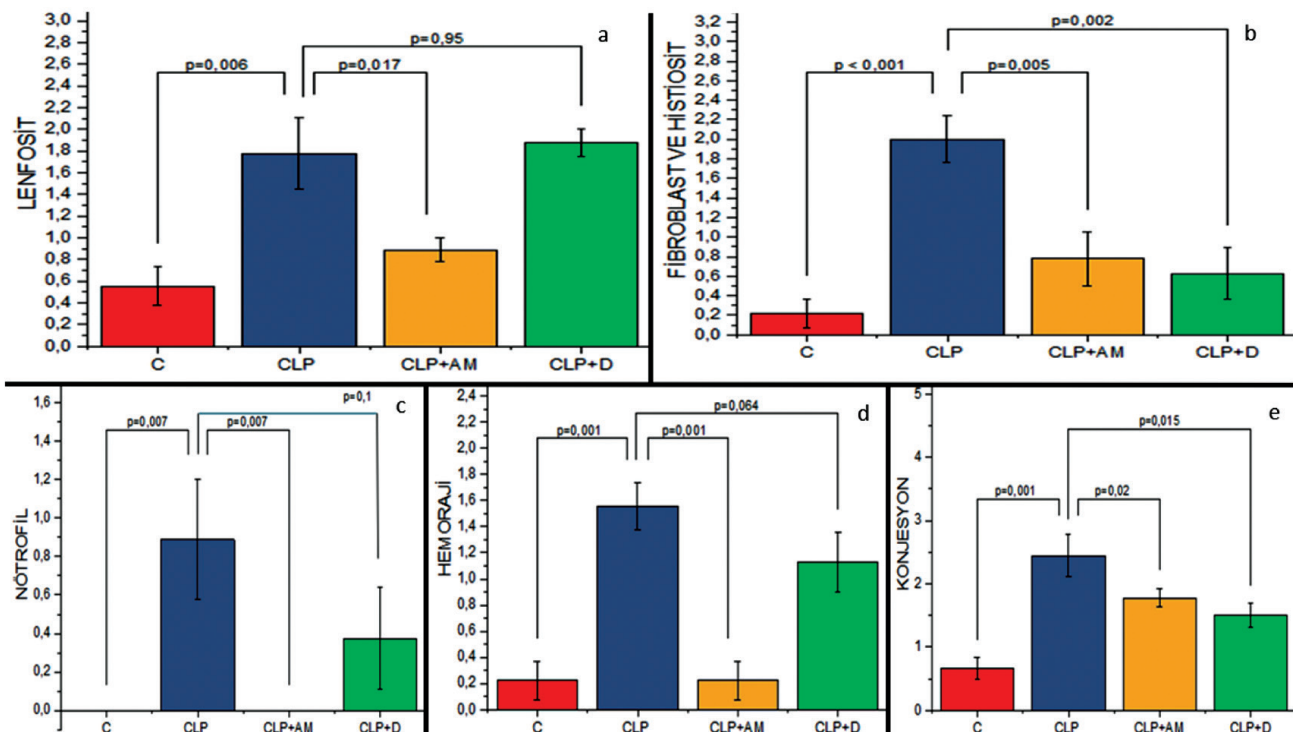 a
LENFOSİT
3,0
2,8
2,6
2,4
2,2
2,0
1,8
1,6
1,4
1,2
1,0
0,8
0,6
0,4
0,2
0,0
p=0,95
p=0,006
p=0,017
C
CLP
CLP+AM
CLP+D
b
FİBROBLAST VE HİSTİOSİT
3,2
3,0
2,8
2,6
2,4
2,2
2,0
1,8
1,6
1,4
1,2
1,0
0,8
0,6
0,4
0,2
0,0
p=0,002
p < 0,001
p=0,005
C
CLP
CLP+AM
CLP+D
c
NÖTROFİL
1,6
1,4
1,2
1,0
0,8
0,6
0,4
0,2
0,0
p=0,1
p=0,007
p=0,007
C
CLP
CLP+AM
CLP+D
d
HEMORAJİ
2,4
2,2
2,0
1,8
1,6
1,4
1,2
1,0
0,8
0,6
0,4
0,2
0,0
p=0,064
p=0,001
p=0,001
C
CLP
CLP+AM
CLP+D
e
KONJESYON
5
4
3
2
1
0
p=0,015
p=0,001
p=0,02
C
CLP
CLP+AM
CLP+D